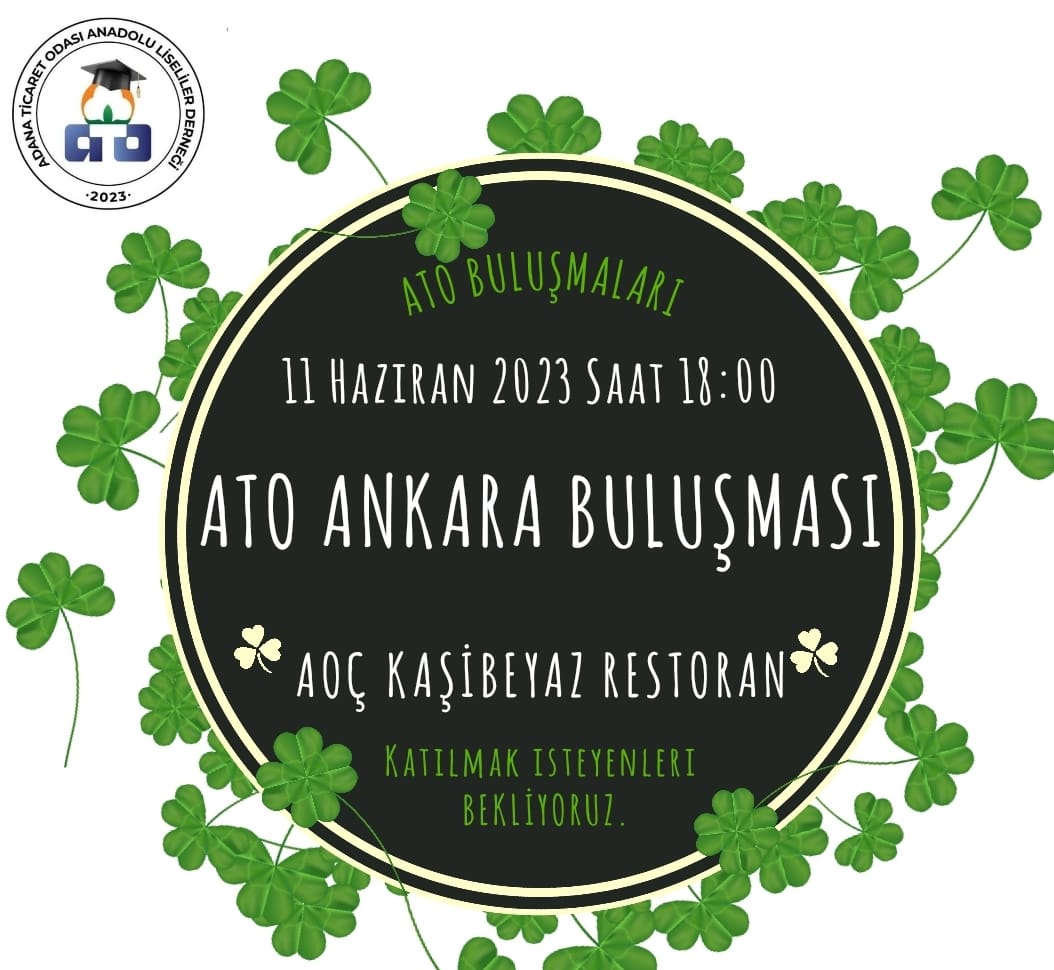 ADANA TİCARET ODASI ANADOLU LİSELİLER DERNEĞİ
ato
·2023·
ATO BULUŞMALARI
11 HAZIRAN 2023 SAAT 18:00
ATO ANKARA BULUŞMASI
AOÇ KAŞİBEYAZ RESTORAN
KATILMAK ISTEYENLERI
BEKLİYORUZ.